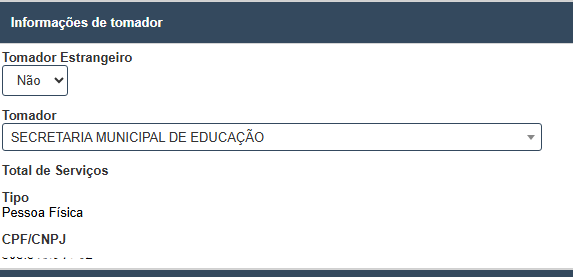 Informações de tomador
Tomador Estrangeiro
Não
Tomador
SECRETARIA MUNICIPAL DE EDUCAÇÃO
Total de Serviços
Tipo
Pessoa Física
CPF/CNPJ